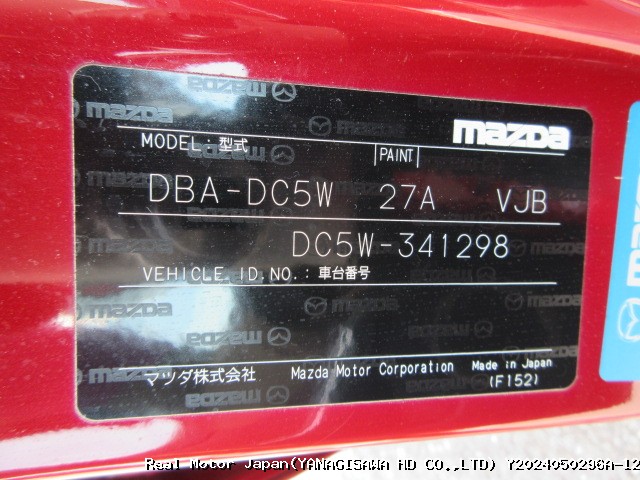 mazda
MODEL:型式 PAINT
DBA-DC5W 27A VJB
DC5W-341298
VEHICLE.ID.NO.:車台番号
マツダ株式会社 Mazda Motor Corporation Made in Japan
(F152)
Real Motor Japan(YANAGISAWA HD CO.,LTD) Y2024050296A-12